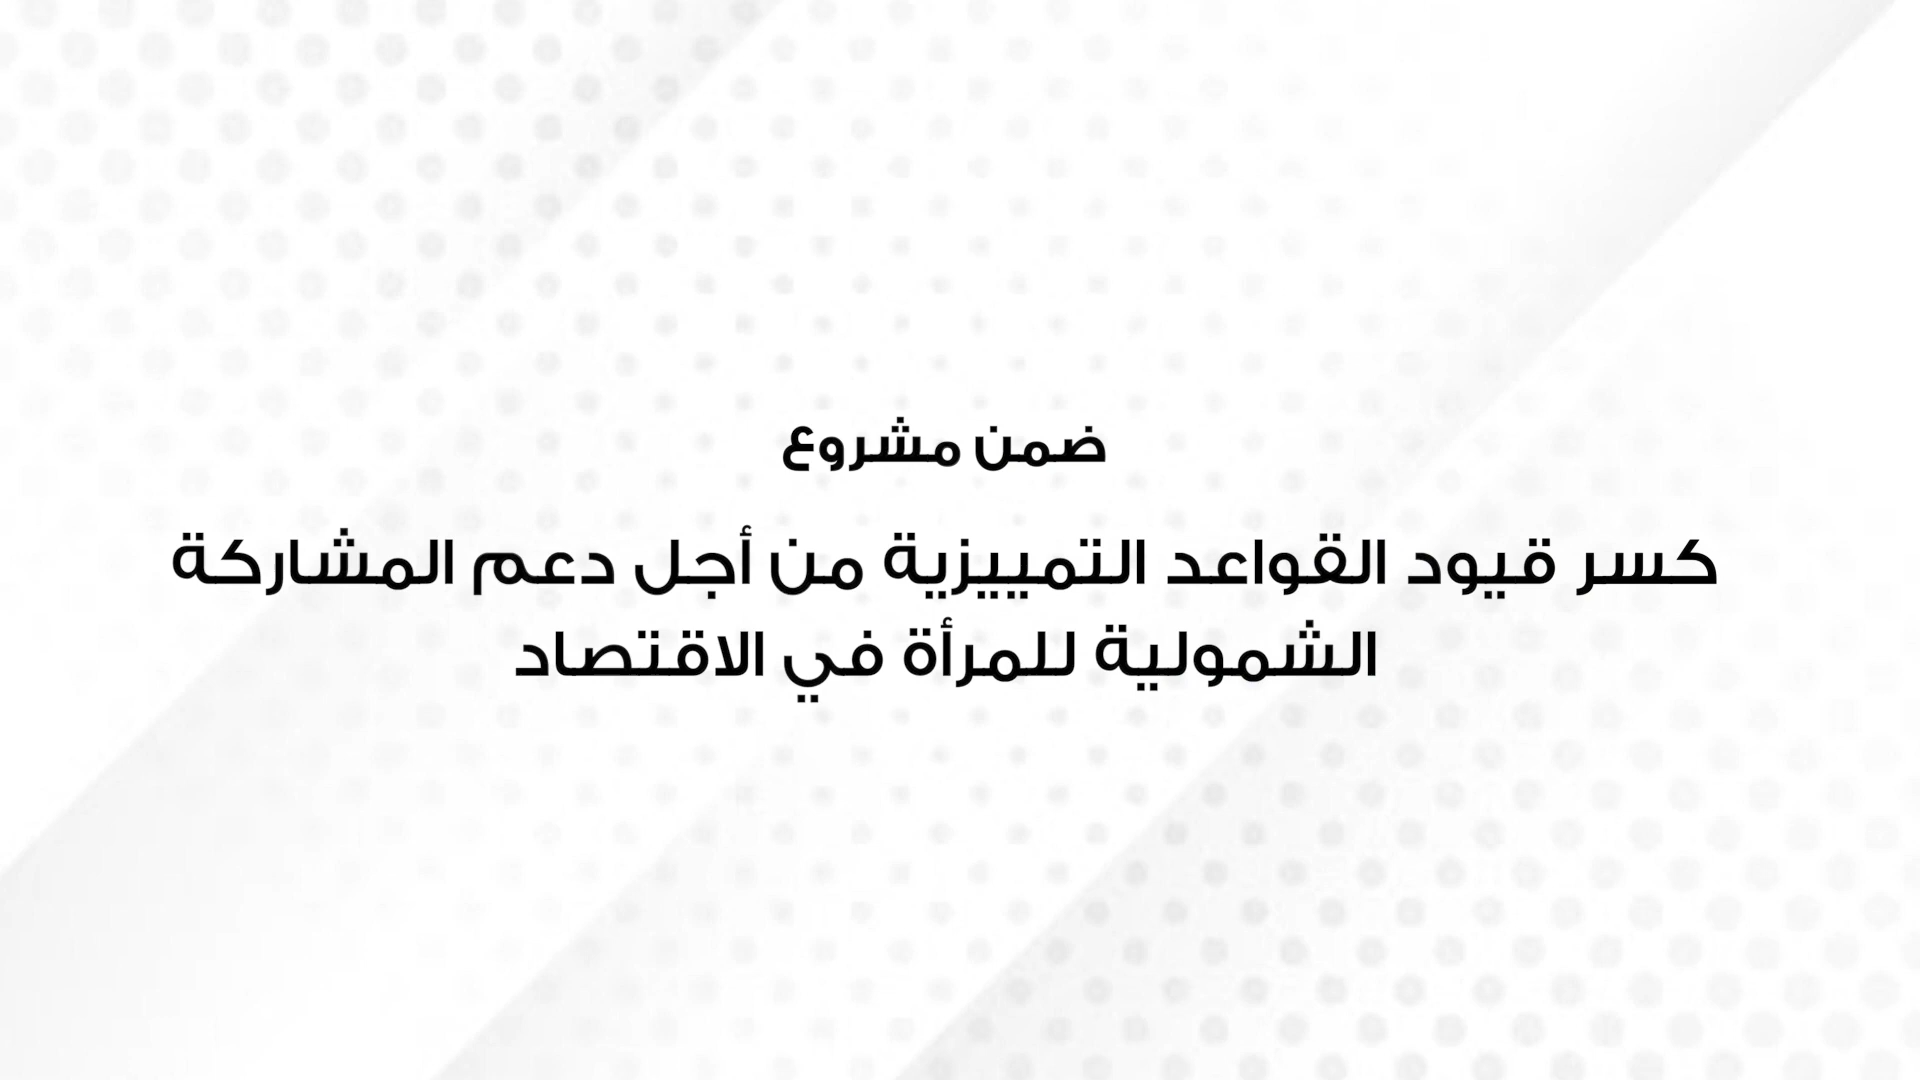 ضمن مشروع
كسر قيود القواعد التمييزية من أجل دعم المشاركة
الشمولية للمرأة في الاقتصاد